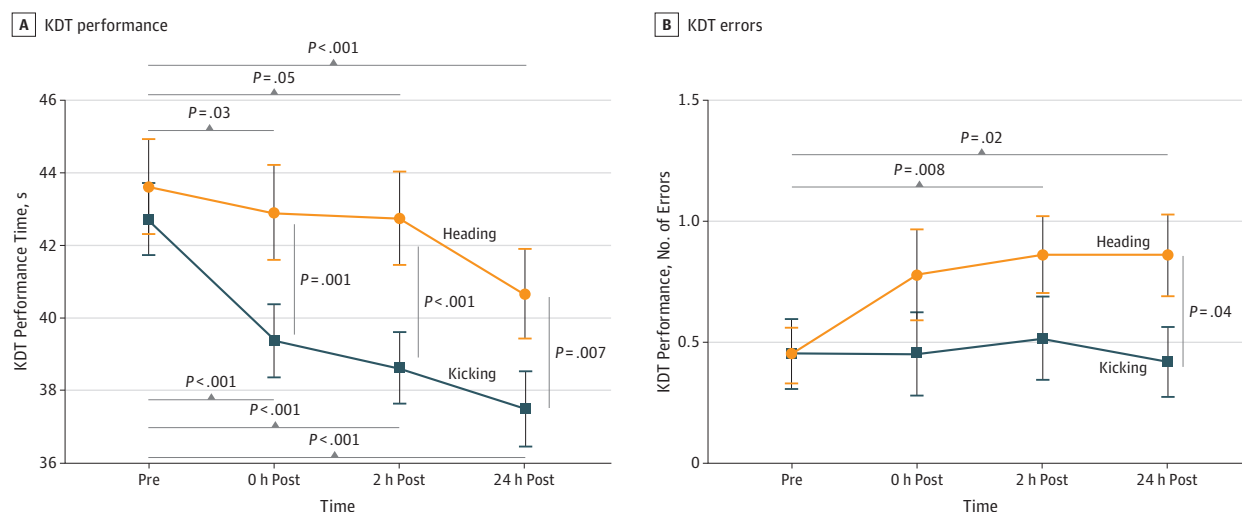 A KDT performance
P<.001
P=.05
P=.03
46
44
42
40
38
36
KDT Performance Time, s
Heading
P=.001
P<.001
P=.007
Kicking
P<.001
P<.001
P<.001
Pre
0 h Post
2 h Post
24 h Post
Time
B KDT errors
1.5
1.0
0.5
0
KDT Performance, No. of Errors
P=.02
P=.008
Heading
P=.04
Kicking
Pre
0 h Post
2 h Post
24 h Post
Time